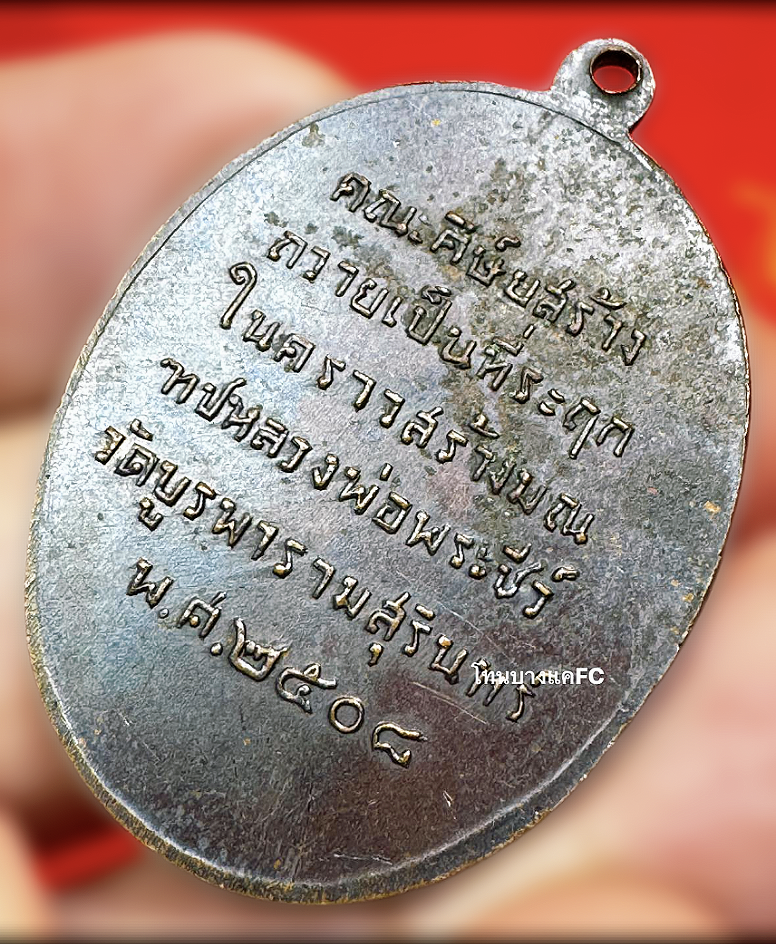 คณะศิษย์สร้าง
ถวายเป็นที่ระฤก
ในคราวสร้างมณ
ฑปหลวงพ่อพระชีว์
วัดบูรพารามสุรินทร์
พ.ศ.๒๕๐๘
โทนบางแคFC